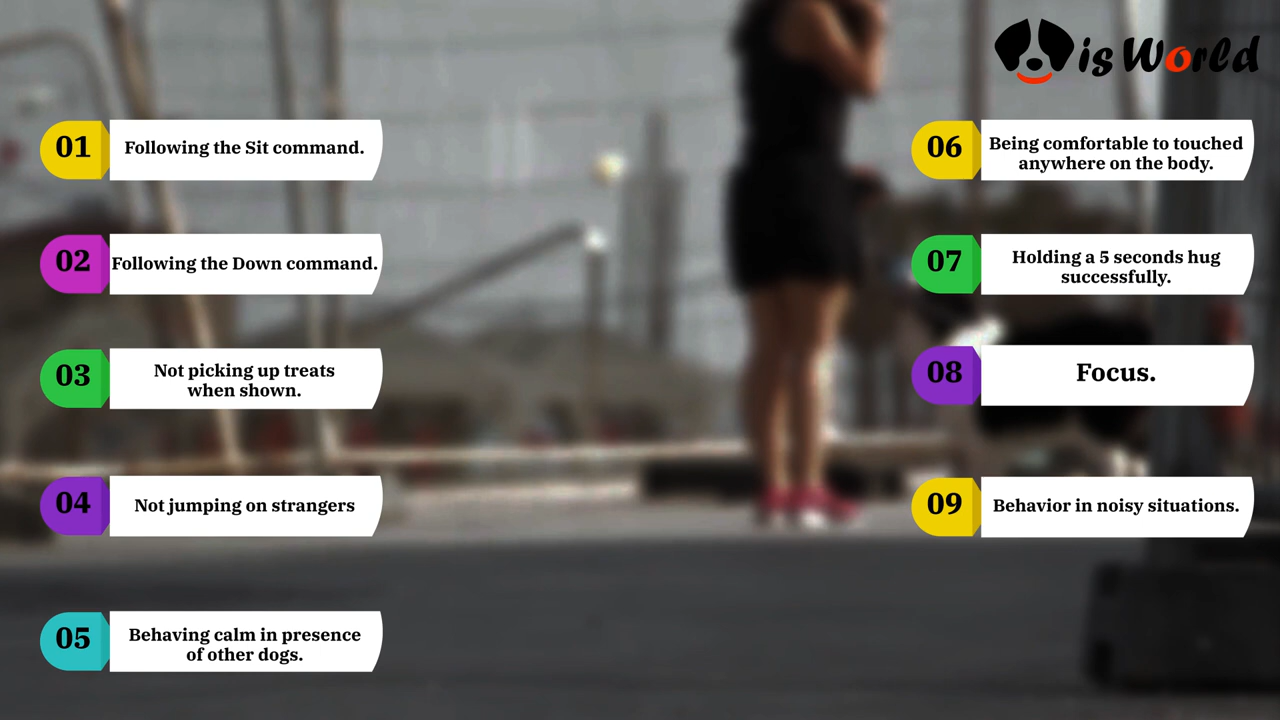 is World
01
Following the Sit command.
02
Following the Down command.
03
Not picking up treats
when shown.
04
Not jumping on strangers
05
Behaving calm in presence
of other dogs.
06
Being comfortable to touched
anywhere on the body.
07
Holding a 5 seconds hug
successfully.
08
Focus.
09
Behavior in noisy situations.